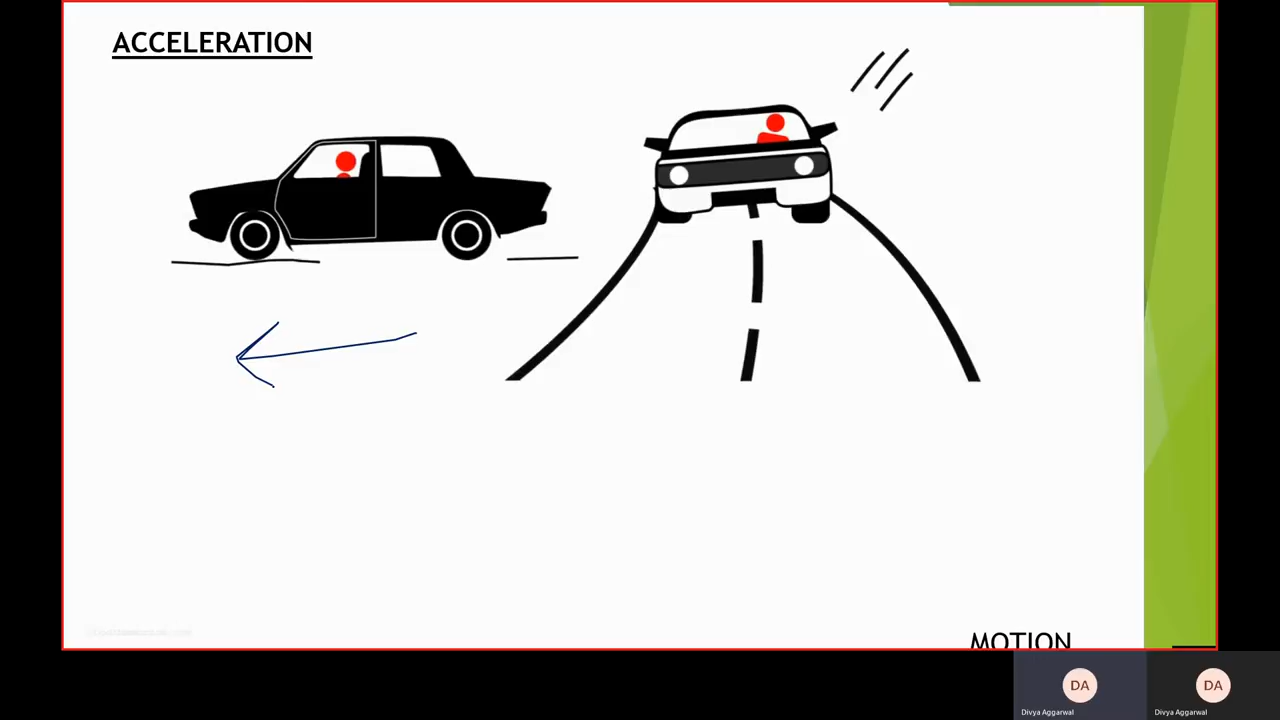 ACCELERATION
MOTION
DA
DA
Divya Aggarwal
Divya Aggarwal